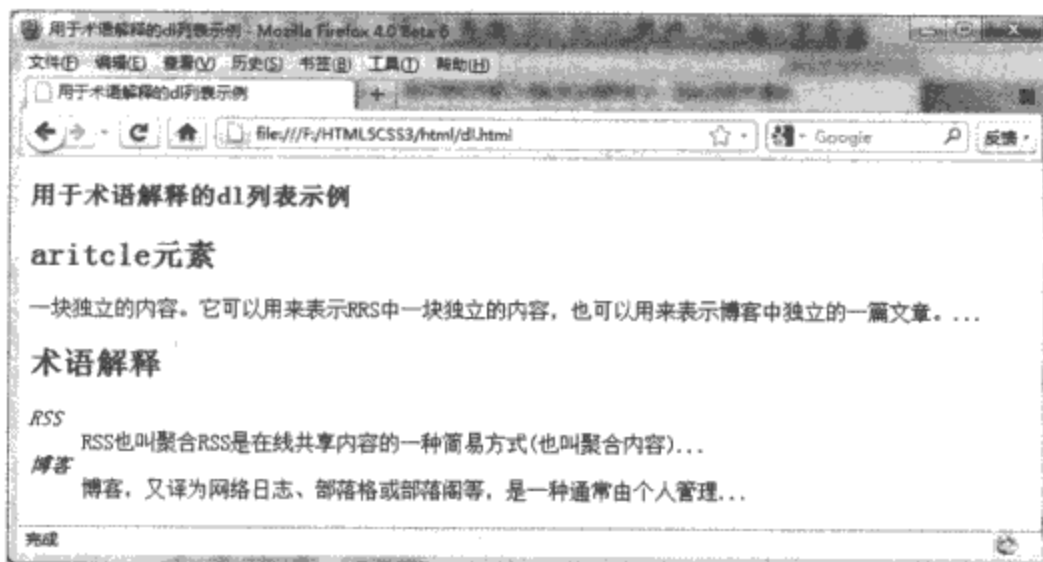 用于术语解释的dl列表示例 - Mozilla Firefox 4.0 Beta 6
文件(F) 编辑(E) 查看(V) 历史(S) 书签(B) 工具(T) 帮助(H)
用于术语解释的dl列表示例
file:///F:/HTML5CSS3/html/dl.html
Google
反馈
用于术语解释的dl列表示例
aritcle元素
一块独立的内容。它可以用来表示RRS中一块独立的内容，也可以用来表示博客中独立的一篇文章。...
术语解释
RSS
RSS也叫聚合RSS是在线共享内容的一种简易方式(也叫聚合内容)...
博客
博客，又译为网络日志、部落格或部落阁等，是一种通常由个人管理...
完成